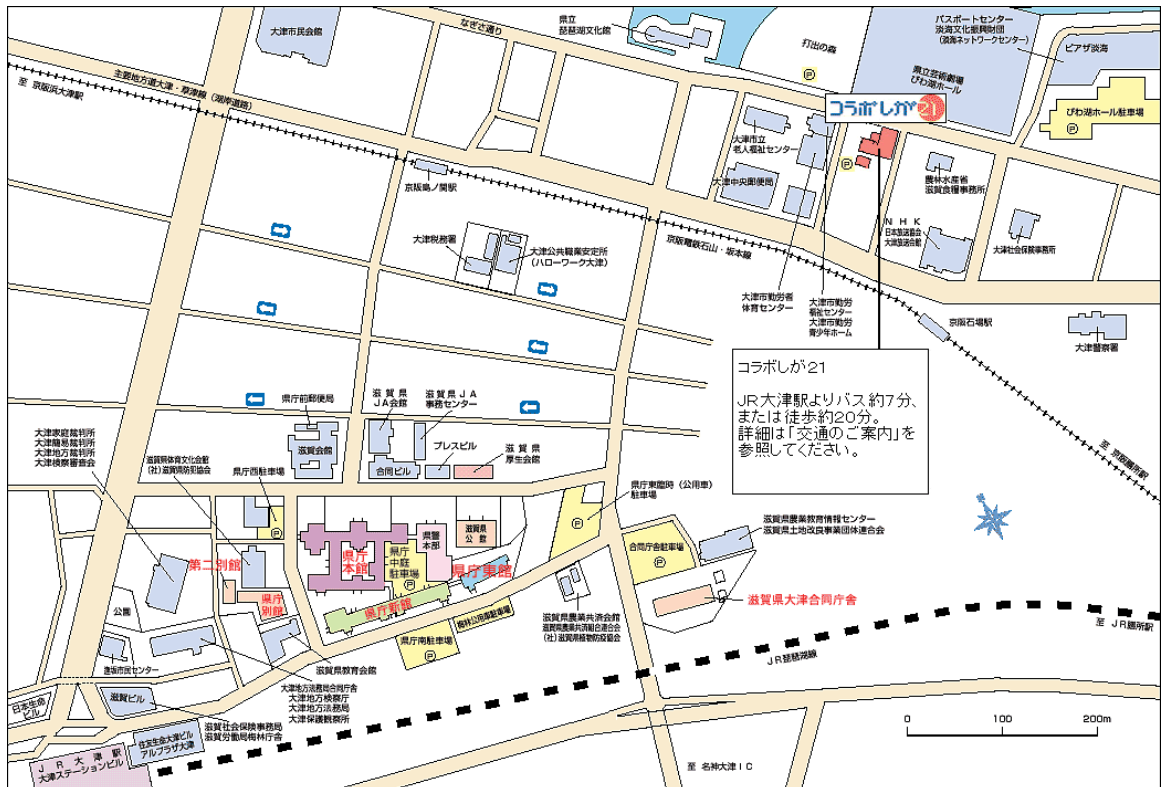 なぎさ通り
県立
琵琶湖文化館
大津市民会館
パスポートセンター
淡海文化振興財団
(淡海ネットワークセンター)
ピアザ淡海
打出の森
P
県立芸術劇場
びわ湖ホール
主要地方道大津・草津線(湖岸道路)
至 京阪浜大津駅
コラボしが21
びわ湖ホール駐車場
P
大津市立
老人福祉センター
P
京阪島ノ関駅
大津中央郵便局
農林水産省
滋賀食糧事務所
NHK
日本放送協会
大津放送会館
大津社会保険事務所
京阪電鉄石山・坂本線
大津税務署
大津公共職業安定所
(ハローワーク大津)
大津市勤労者
体育センター
大津市勤労
福祉センター
大津市勤労
青少年ホーム
京阪石場駅
大津警察署
コラボしが21
JR大津駅よりバス約7分、
または徒歩約20分。
詳細は「交通のご案内」を
参照してください。
県庁前郵便局
滋賀県
JA会館
滋賀県JA
事務センター
大津家庭裁判所
大津簡易裁判所
大津地方裁判所
大津検察審査会
滋賀会館
プレスビル
滋賀県
厚生会館
合同ビル
滋賀県体育文化会館
(社)滋賀県防犯協会
県庁西駐車場
P
県庁東臨時(公用車)
駐車場
P
至 京阪膳所駅
滋賀県
公館
県警
本部
県庁
本館
県庁
中庭
駐車場
P
県庁東館
滋賀県農業教育情報センター
滋賀県土地改良事業団体連合会
合同庁舎駐車場
P
第二別館
県庁
別館
県庁新館
滋賀県大津合同庁舎
公園
梅林公用車駐車場
県庁南駐車場
P
滋賀県農業共済会館
滋賀県農業共済組合連合会
(社)滋賀県植物防疫協会
至 JR膳所駅
JR琵琶湖線
逢坂市民センター
滋賀県教育会館
大津地方法務局合同庁舎
大津地方検察庁
大津地方法務局
大津保護観察所
日本生命
ビル
滋賀ビル
滋賀社会保険事務局
滋賀労働局梅林庁舎
住友生命大津ビル
アルプラザ大津
JR大津駅
大津ステーションビル
0 100 200m
至 名神大津IC